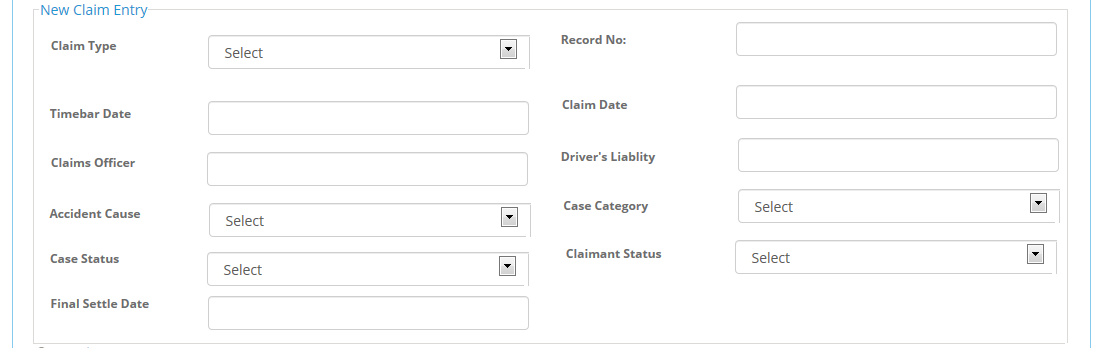 New Claim Entry
Claim Type
Select
Record No:
Timebar Date
Claim Date
Claims Officer
Driver's Liablity
Accident Cause
Select
Case Category
Select
Case Status
Select
Claimant Status
Select
Final Settle Date